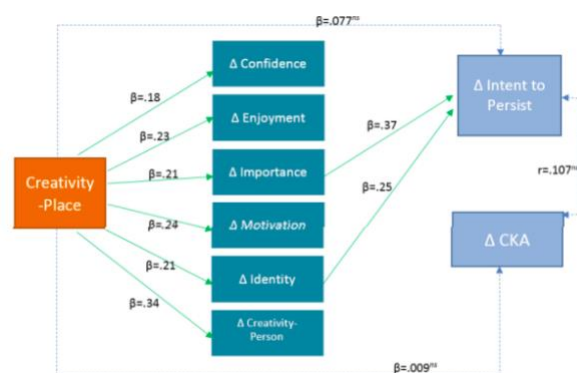 β=.077ns
Δ Confidence
Δ Intent to
Persist
β=.18
Δ Enjoyment
β=.37
β=.23
r=.107ns
β=.21
Δ Importance
Creativity
-Place
β=.25
Δ Motivation
β=.24
Δ CKA
β=.21
Δ Identity
β=.34
Δ Creativity-
Person
β=.009ns